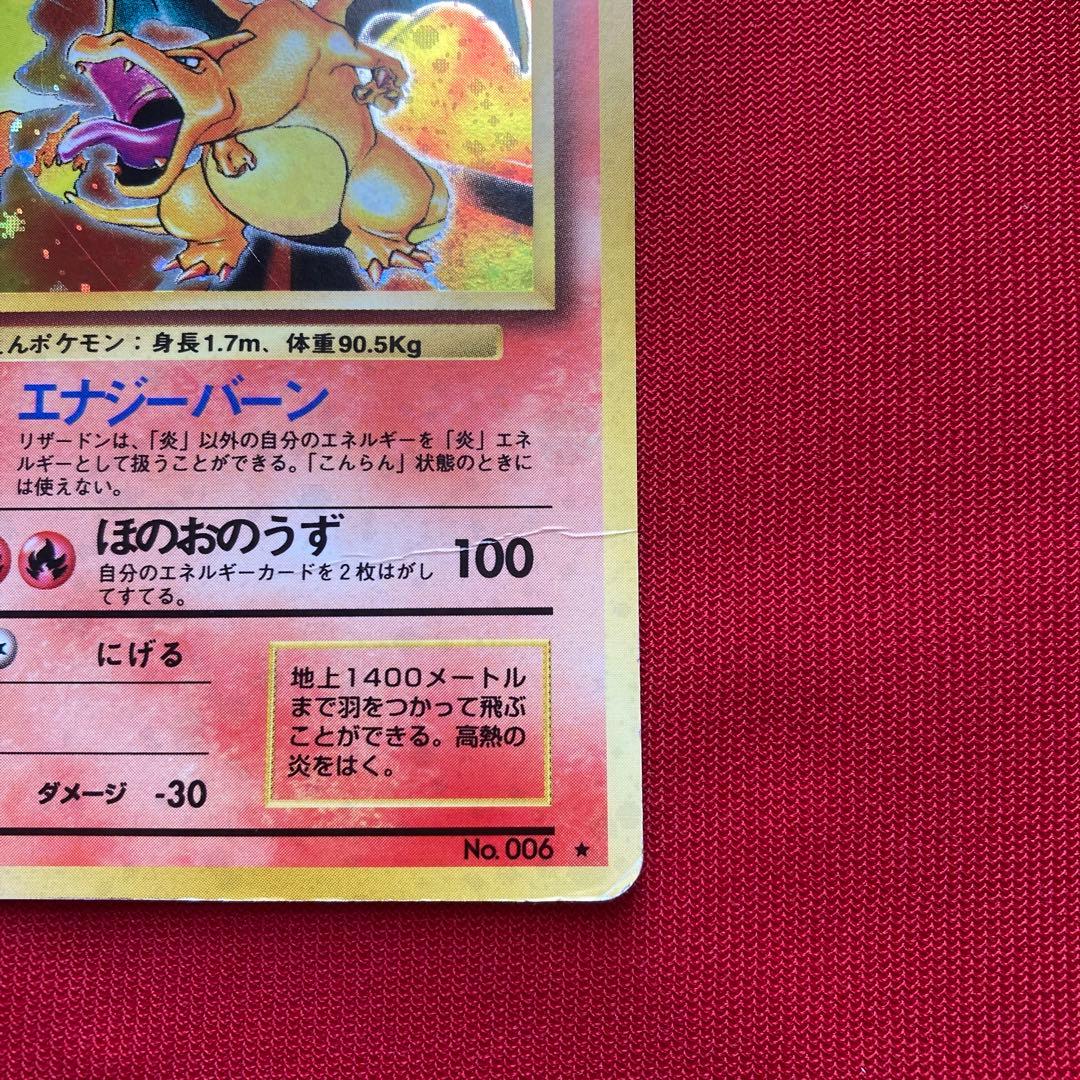 んポケモン：身長1.7m、体重90.5Kg
エナジーバーン
リザードンは、「炎」以外の自分のエネルギーを「炎」エネ
ルギーとして扱うことができる。「こんらん」状態のときに
は使えない。
ほのおのうず 100
自分のエネルギーカードを2枚はがし
てすてる。
にげる
地上1400メートル
まで羽をつかって飛ぶ
ことができる。高熱の
炎をはく。
ダメージ -30
No. 006 ★